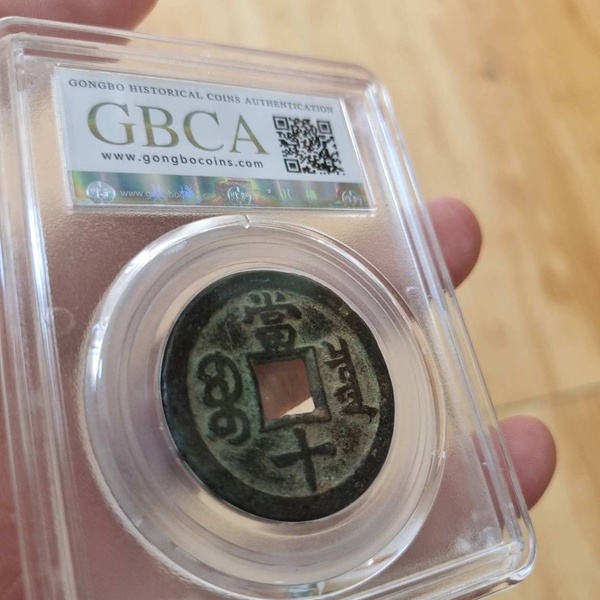 GONGBO HISTORICAL COINS AUTHENTICATION
GBCA
www.gongbocoins.com
當
十